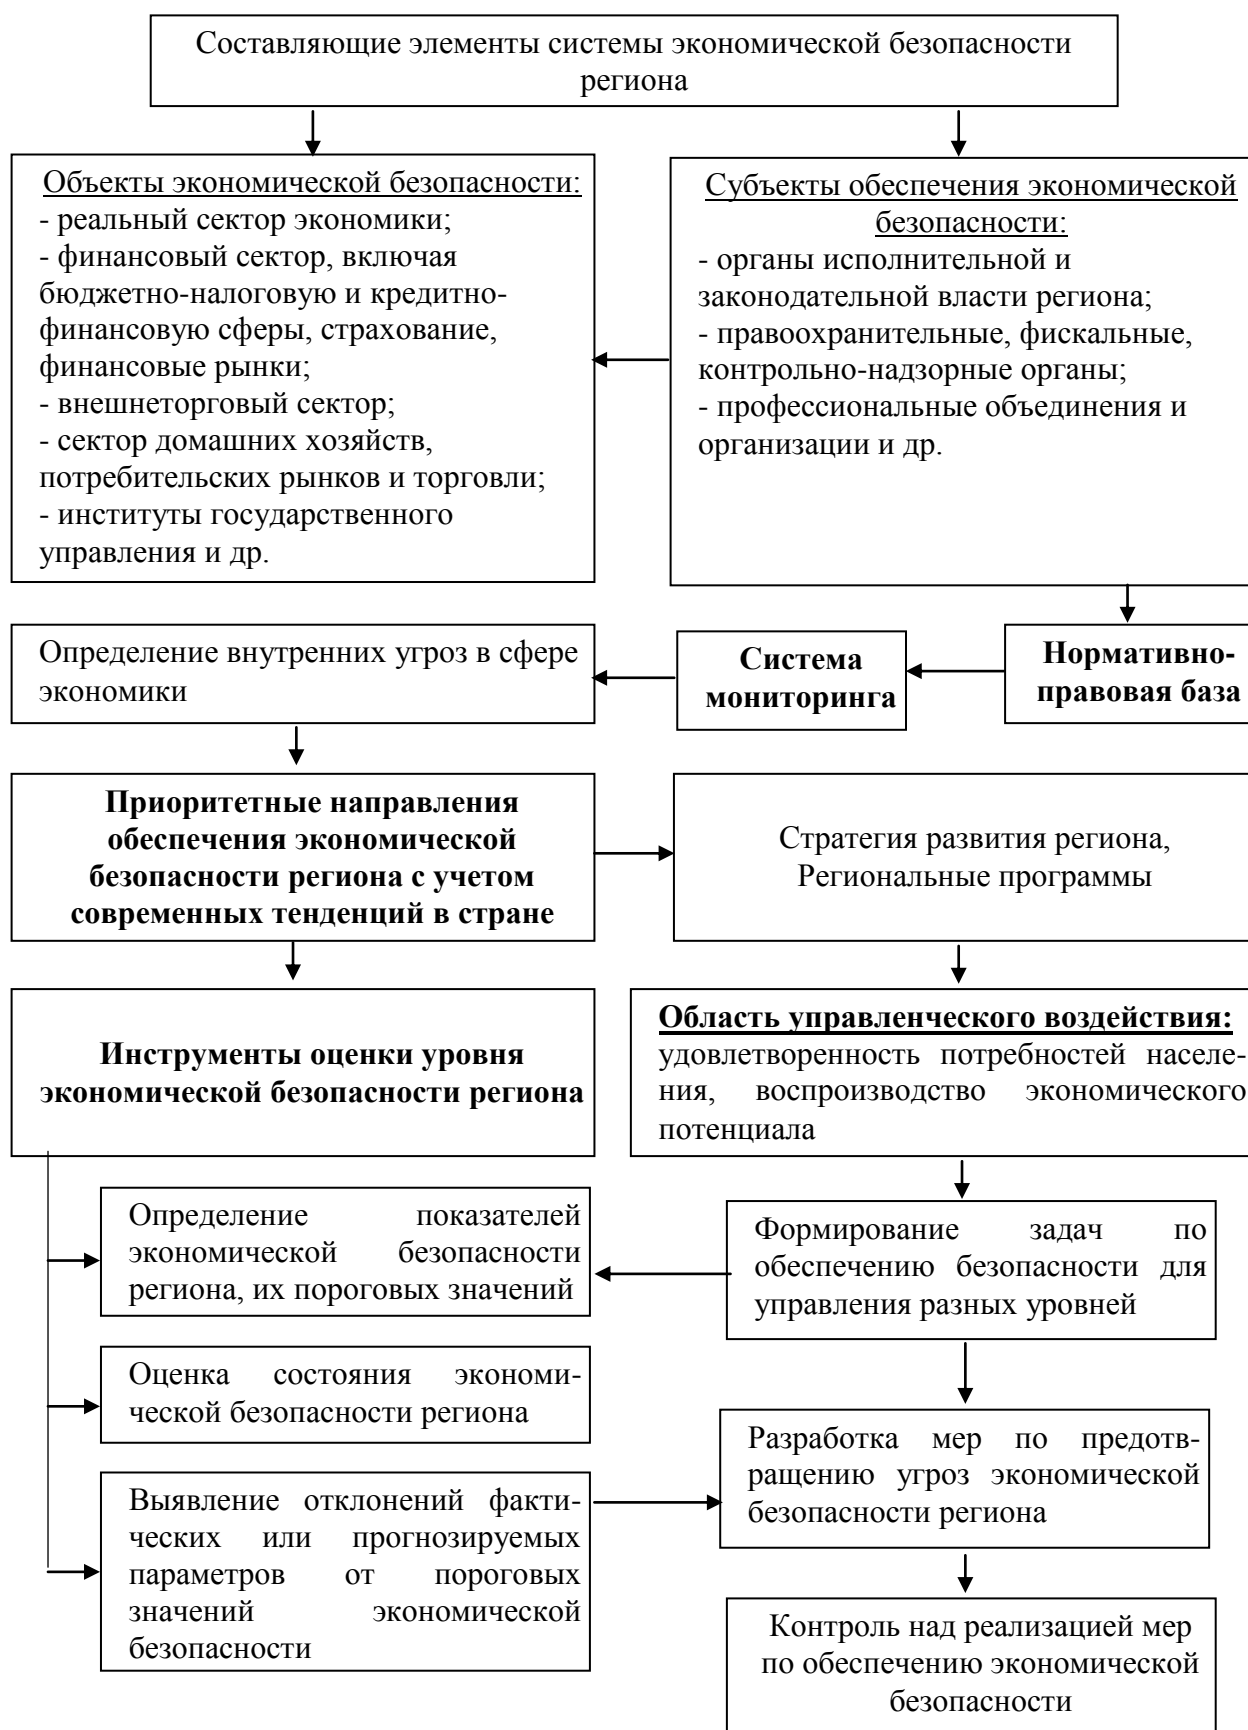 Составляющие элементы системы экономической безопасности
региона
Объекты экономической безопасности:
- реальный сектор экономики;
- финансовый сектор, включая
бюджетно-налоговую и кредитно-
финансовую сферы, страхование,
финансовые рынки;
- внешнеторговый сектор;
- сектор домашних хозяйств,
потребительских рынков и торговли;
- институты государственного
управления и др.
Субъекты обеспечения экономической
безопасности:
- органы исполнительной и
законодательной власти региона;
- правоохранительные, фискальные,
контрольно-надзорные органы;
- профессиональные объединения и
организации и др.
Определение внутренних угроз в сфере
экономики
Система
мониторинга
Нормативно-
правовая база
Приоритетные направления
обеспечения экономической
безопасности региона с учетом
современных тенденций в стране
Стратегия развития региона,
Региональные программы
Инструменты оценки уровня
экономической безопасности региона
Область управленческого воздействия:
удовлетворенность потребностей населе-
ния, воспроизводство экономического
потенциала
Определение показателей
экономической безопасности
региона, их пороговых значений
Формирование задач по
обеспечению безопасности для
управления разных уровней
Оценка состояния экономи-
ческой безопасности региона
Разработка мер по предотв-
ращению угроз экономической
безопасности региона
Выявление отклонений факти-
ческих или прогнозируемых
параметров от пороговых
значений экономической
безопасности
Контроль над реализацией мер
по обеспечению экономической
безопасности